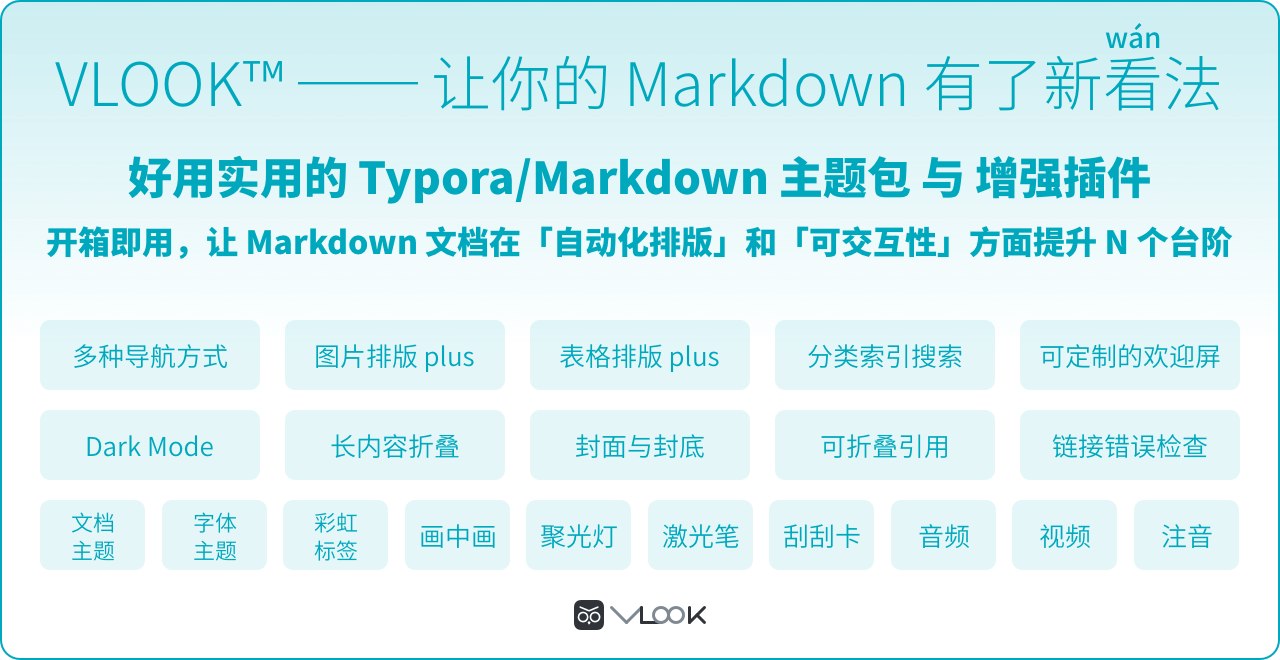 wán
VLOOK™ —— 让你的 Markdown 有了新看法
好用实用的 Typora/Markdown 主题包 与 增强插件
开箱即用，让 Markdown 文档在「自动化排版」和「可交互性」方面提升 N 个台阶
多种导航方式
图片排版 plus
表格排版 plus
分类索引搜索
可定制的欢迎屏
Dark Mode
长内容折叠
封面与封底
可折叠引用
链接错误检查
文档
主题
字体
主题
彩虹
标签
画中画
聚光灯
激光笔
刮刮卡
音频
视频
注音
VLOOK